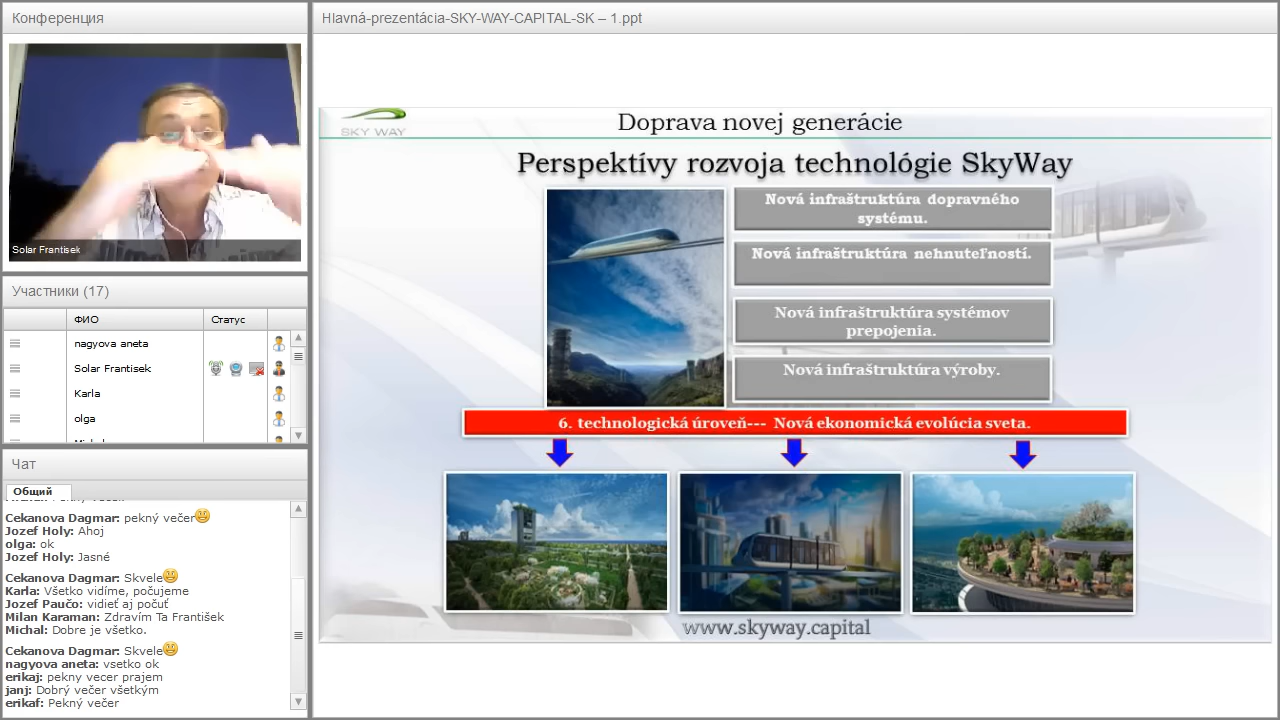 Конференция
Solar Frantisek
Участники (17)
ФИО
Статус
nagyova aneta
Solar Frantisek
Karla
olga
Чат
Общий
Cekanova Dagmar: pekný večer
Jozef Holy: Ahoj
olga: ok
Jozef Holy: Jasné
Cekanova Dagmar: Skvele
Karla: Všetko vidíme, počujeme
Jozef Paučo: vidieť aj počuť
Milan Karaman: Zdravím Ta František
Michal: Dobre je všetko.
Cekanova Dagmar: Skvele
nagyova aneta: vsetko ok
erikaj: pekny vecer prajem
janj: Dobrý večer všetkým
erikaf: Pekný večer
Hlavná-prezentácia-SKY-WAY-CAPITAL-SK – 1.ppt
SKY WAY
Doprava novej generácie
Perspektívy rozvoja technológie SkyWay
Nová infraštruktúra dopravného
systému.
Nová infraštruktúra nehnuteľností.
Nová infraštruktúra systémov
prepojenia.
Nová infraštruktúra výroby.
6. technologická úroveň--- Nová ekonomická evolúcia sveta.
www.skyway.capital